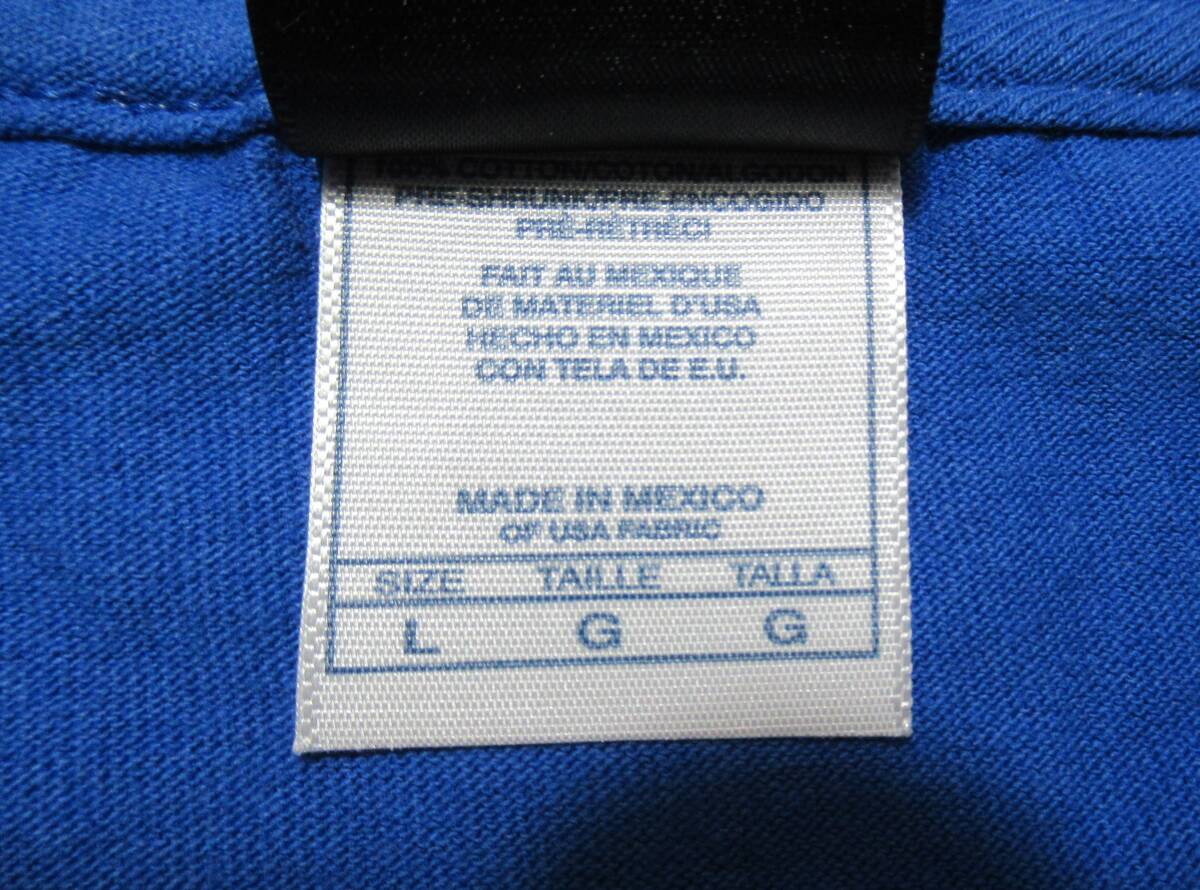 100% COTTON/COTON/ALGODON
PRE-SHRUNK/PRE-ENCOGIDO
PRÉ-RÉTRÉCI
FAIT AU MEXIQUE
DE MATERIEL D'USA
HECHO EN MEXICO
CON TELA DE E.U.
MADE IN MEXICO
OF USA FABRIC
SIZE TAILLE TALLA
L G G